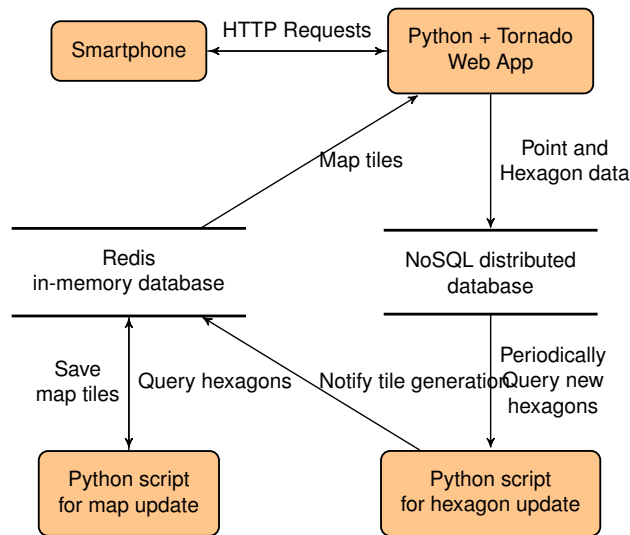 HTTP Requests
Smartphone
Python + Tornado
Web App
Map tiles
Point and
Hexagon data
Redis
in-memory database
NoSQL distributed
database
Save
map tiles
Query hexagons
Notify tile generation
Periodically
Query new
hexagons
Python script
for map update
Python script
for hexagon update